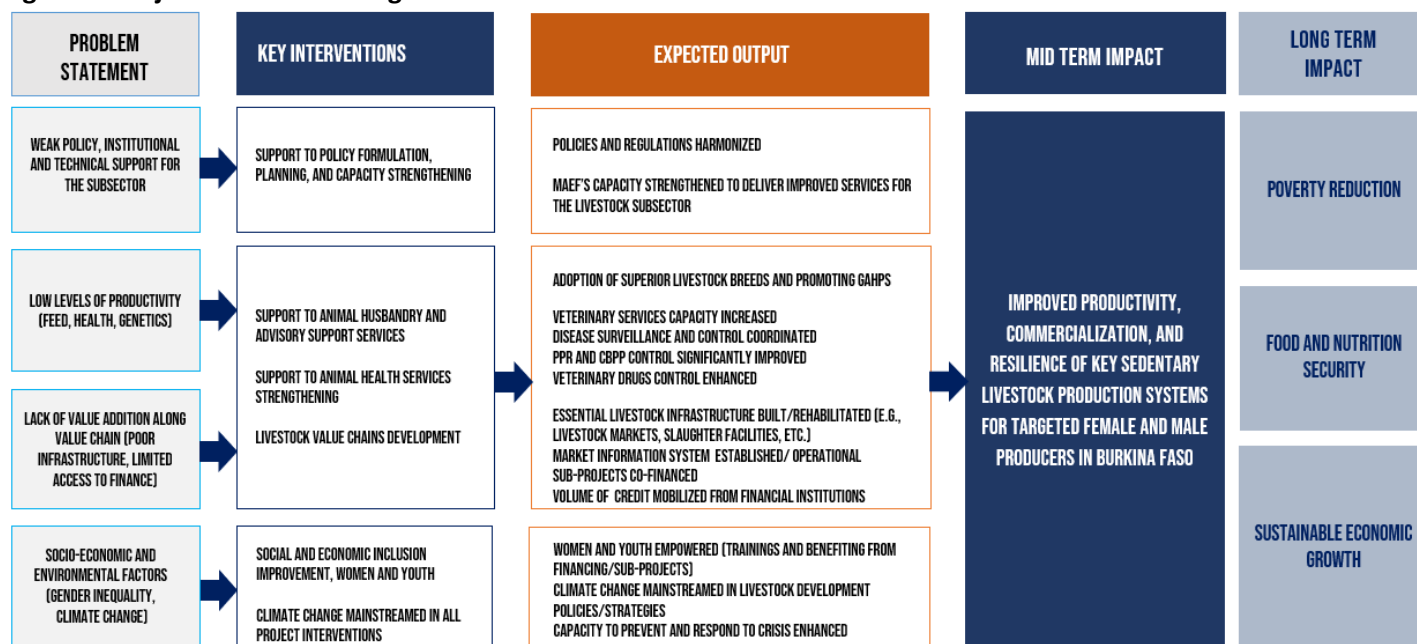 PROBLEM
STATEMENT
KEY INTERVENTIONS
EXPECTED OUTPUT
MID TERM IMPACT
LONG TERM
IMPACT
WEAK POLICY, INSTITUTIONAL
AND TECHNICAL SUPPORT FOR
THE SUBSECTOR
SUPPORT TO POLICY FORMULATION,
PLANNING, AND CAPACITY STRENGTHENING
POLICIES AND REGULATIONS HARMONIZED
MAEF'S CAPACITY STRENGTHENED TO DELIVER IMPROVED SERVICES FOR
THE LIVESTOCK SUBSECTOR
LOW LEVELS OF PRODUCTIVITY
(FEED, HEALTH, GENETICS)
LACK OF VALUE ADDITION ALONG
VALUE CHAIN (POOR
INFRASTRUCTURE, LIMITED
ACCESS TO FINANCE)
SUPPORT TO ANIMAL HUSBANDRY AND
ADVISORY SUPPORT SERVICES
SUPPORT TO ANIMAL HEALTH SERVICES
STRENGTHENING
LIVESTOCK VALUE CHAINS DEVELOPMENT
ADOPTION OF SUPERIOR LIVESTOCK BREEDS AND PROMOTING GAHPS
VETERINARY SERVICES CAPACITY INCREASED
DISEASE SURVEILLANCE AND CONTROL COORDINATED
PPR AND CBPP CONTROL SIGNIFICANTLY IMPROVED
VETERINARY DRUGS CONTROL ENHANCED
ESSENTIAL LIVESTOCK INFRASTRUCTURE BUILT/REHABILITATED (E.G.,
LIVESTOCK MARKETS, SLAUGHTER FACILITIES, ETC.)
MARKET INFORMATION SYSTEM ESTABLISHED/ OPERATIONAL
SUB-PROJECTS CO-FINANCED
VOLUME OF CREDIT MOBILIZED FROM FINANCIAL INSTITUTIONS
SOCIO-ECONOMIC AND
ENVIRONMENTAL FACTORS
(GENDER INEQUALITY,
CLIMATE CHANGE)
SOCIAL AND ECONOMIC INCLUSION
IMPROVEMENT, WOMEN AND YOUTH
CLIMATE CHANGE MAINSTREAMED IN ALL
PROJECT INTERVENTIONS
WOMEN AND YOUTH EMPOWERED (TRAININGS AND BENEFITING FROM
FINANCING/SUB-PROJECTS)
CLIMATE CHANGE MAINSTREAMED IN LIVESTOCK DEVELOPMENT
POLICIES/STRATEGIES
CAPACITY TO PREVENT AND RESPOND TO CRISIS ENHANCED
IMPROVED PRODUCTIVITY,
COMMERCIALIZATION, AND
RESILIENCE OF KEY SEDENTARY
LIVESTOCK PRODUCTION SYSTEMS
FOR TARGETED FEMALE AND MALE
PRODUCERS IN BURKINA FASO
POVERTY REDUCTION
FOOD AND NUTRITION
SECURITY
SUSTAINABLE ECONOMIC
GROWTH